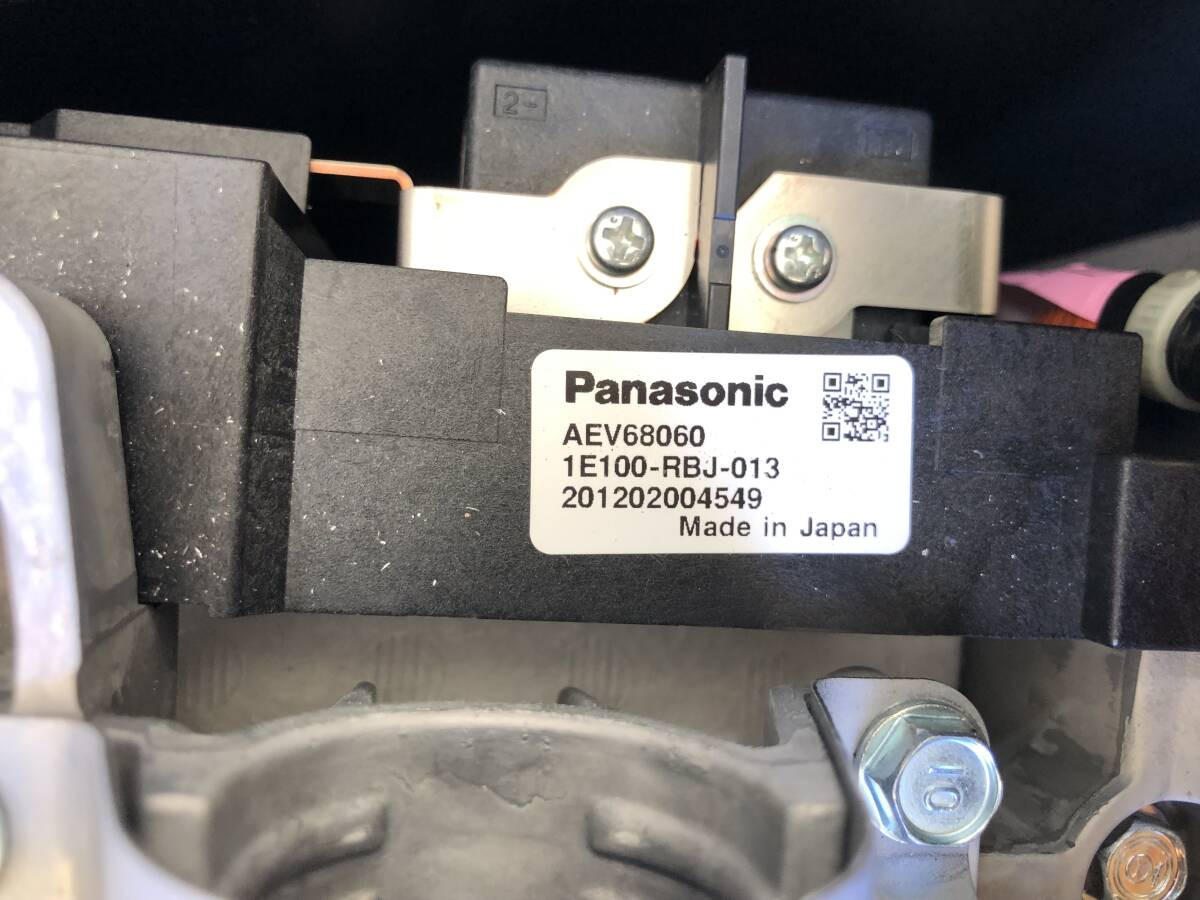 2-
Panasonic
AEV68060
1E100-RBJ-013
201202004549
Made in Japan
10